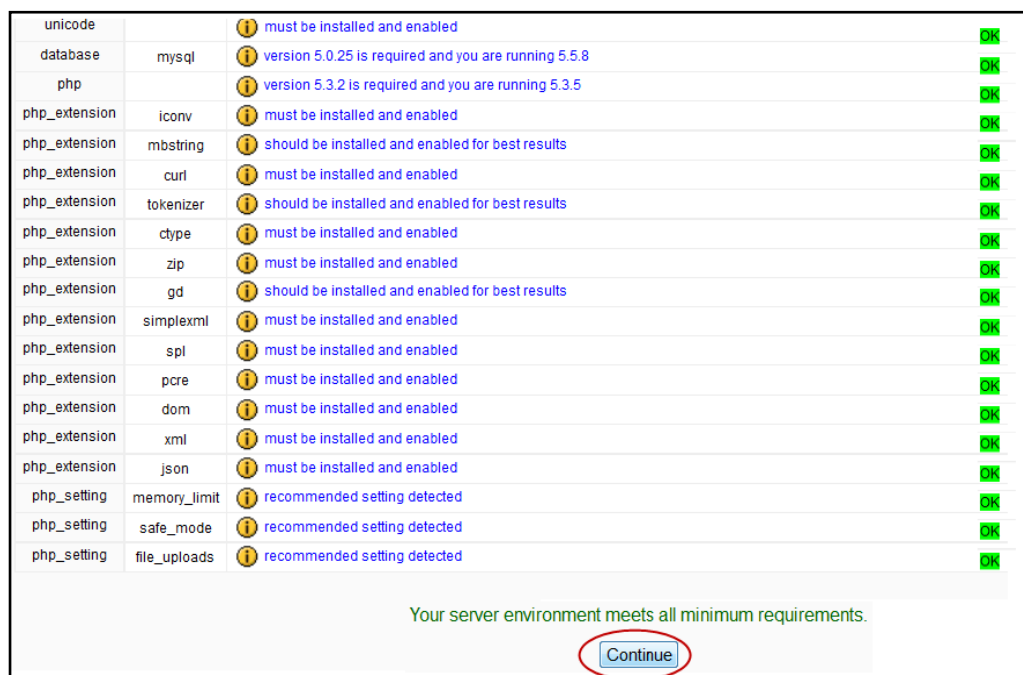 unicode must be installed and enabled OK
database mysql version 5.0.25 is required and you are running 5.5.8 OK
php version 5.3.2 is required and you are running 5.3.5 OK
php_extension iconv must be installed and enabled OK
php_extension mbstring should be installed and enabled for best results OK
php_extension curl must be installed and enabled OK
php_extension tokenizer should be installed and enabled for best results OK
php_extension ctype must be installed and enabled OK
php_extension zip must be installed and enabled OK
php_extension gd should be installed and enabled for best results OK
php_extension simplexml must be installed and enabled OK
php_extension spl must be installed and enabled OK
php_extension pcre must be installed and enabled OK
php_extension dom must be installed and enabled OK
php_extension xml must be installed and enabled OK
php_extension json must be installed and enabled OK
php_setting memory_limit recommended setting detected OK
php_setting safe_mode recommended setting detected OK
php_setting file_uploads recommended setting detected OK
Your server environment meets all minimum requirements.
Continue